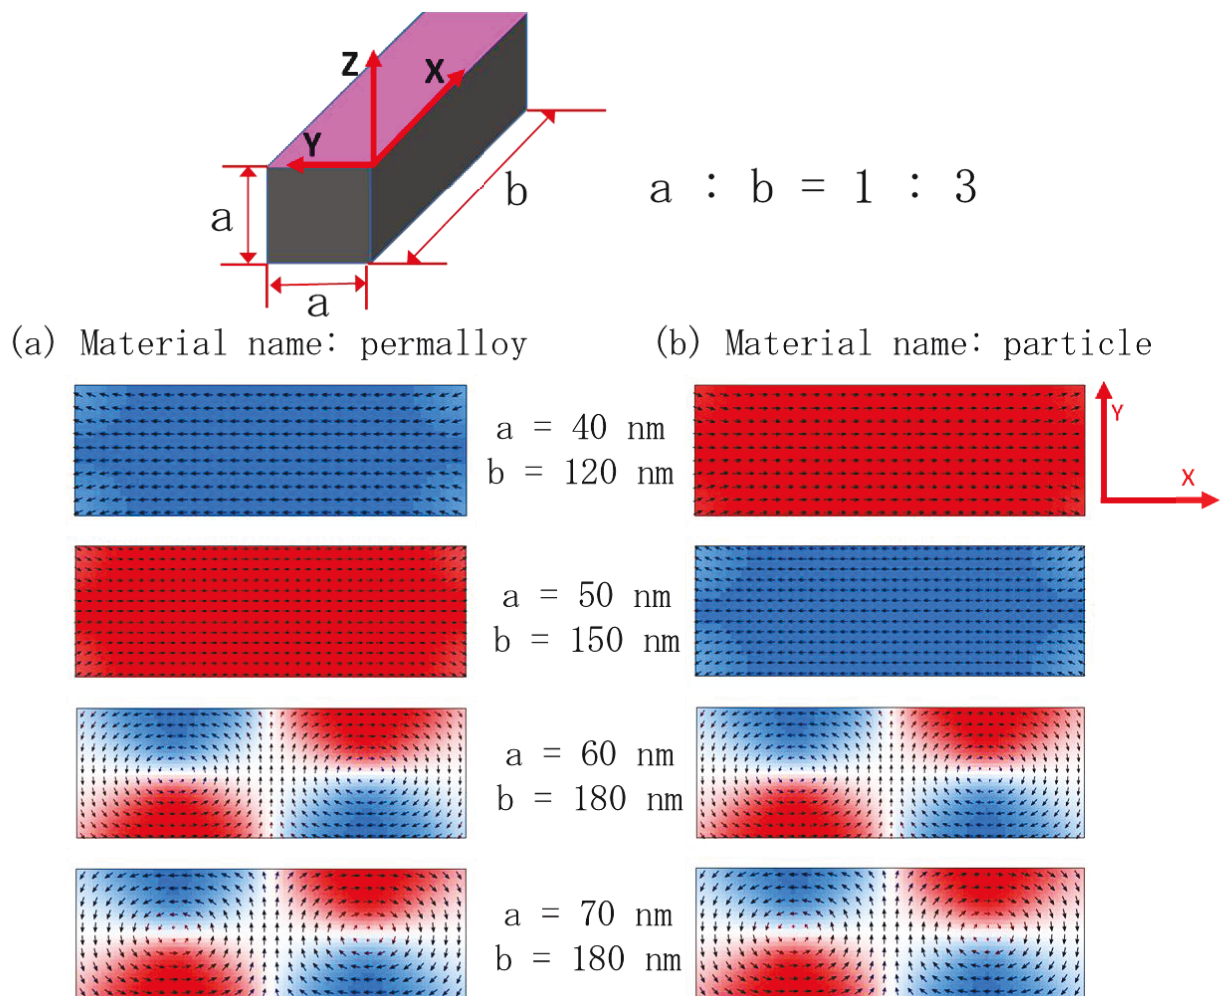 Z
X
Y
a
b
a
a : b = 1 : 3
(a) Material name: permalloy
(b) Material name: particle
a = 40 nm
b = 120 nm
Y
X
a = 50 nm
b = 150 nm
a = 60 nm
b = 180 nm
a = 70 nm
b = 180 nm